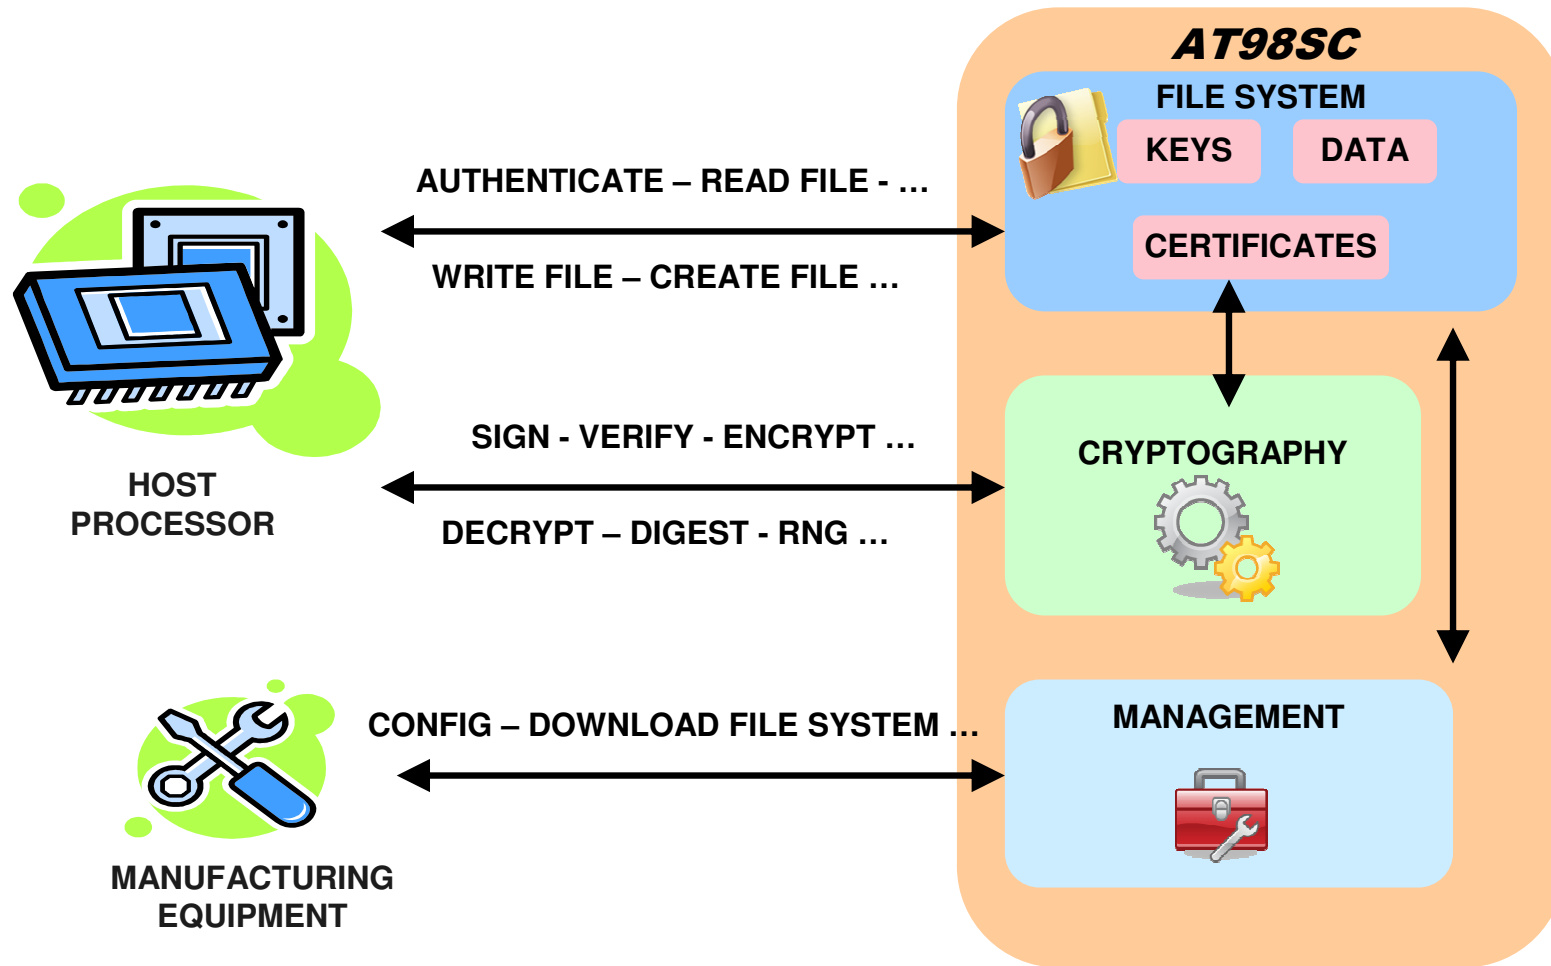 AT98SC
FILE SYSTEM
KEYS
DATA
CERTIFICATES
AUTHENTICATE – READ FILE - …
WRITE FILE – CREATE FILE …
HOST
PROCESSOR
SIGN - VERIFY - ENCRYPT …
DECRYPT – DIGEST - RNG …
CRYPTOGRAPHY
CONFIG – DOWNLOAD FILE SYSTEM …
MANAGEMENT
MANUFACTURING
EQUIPMENT